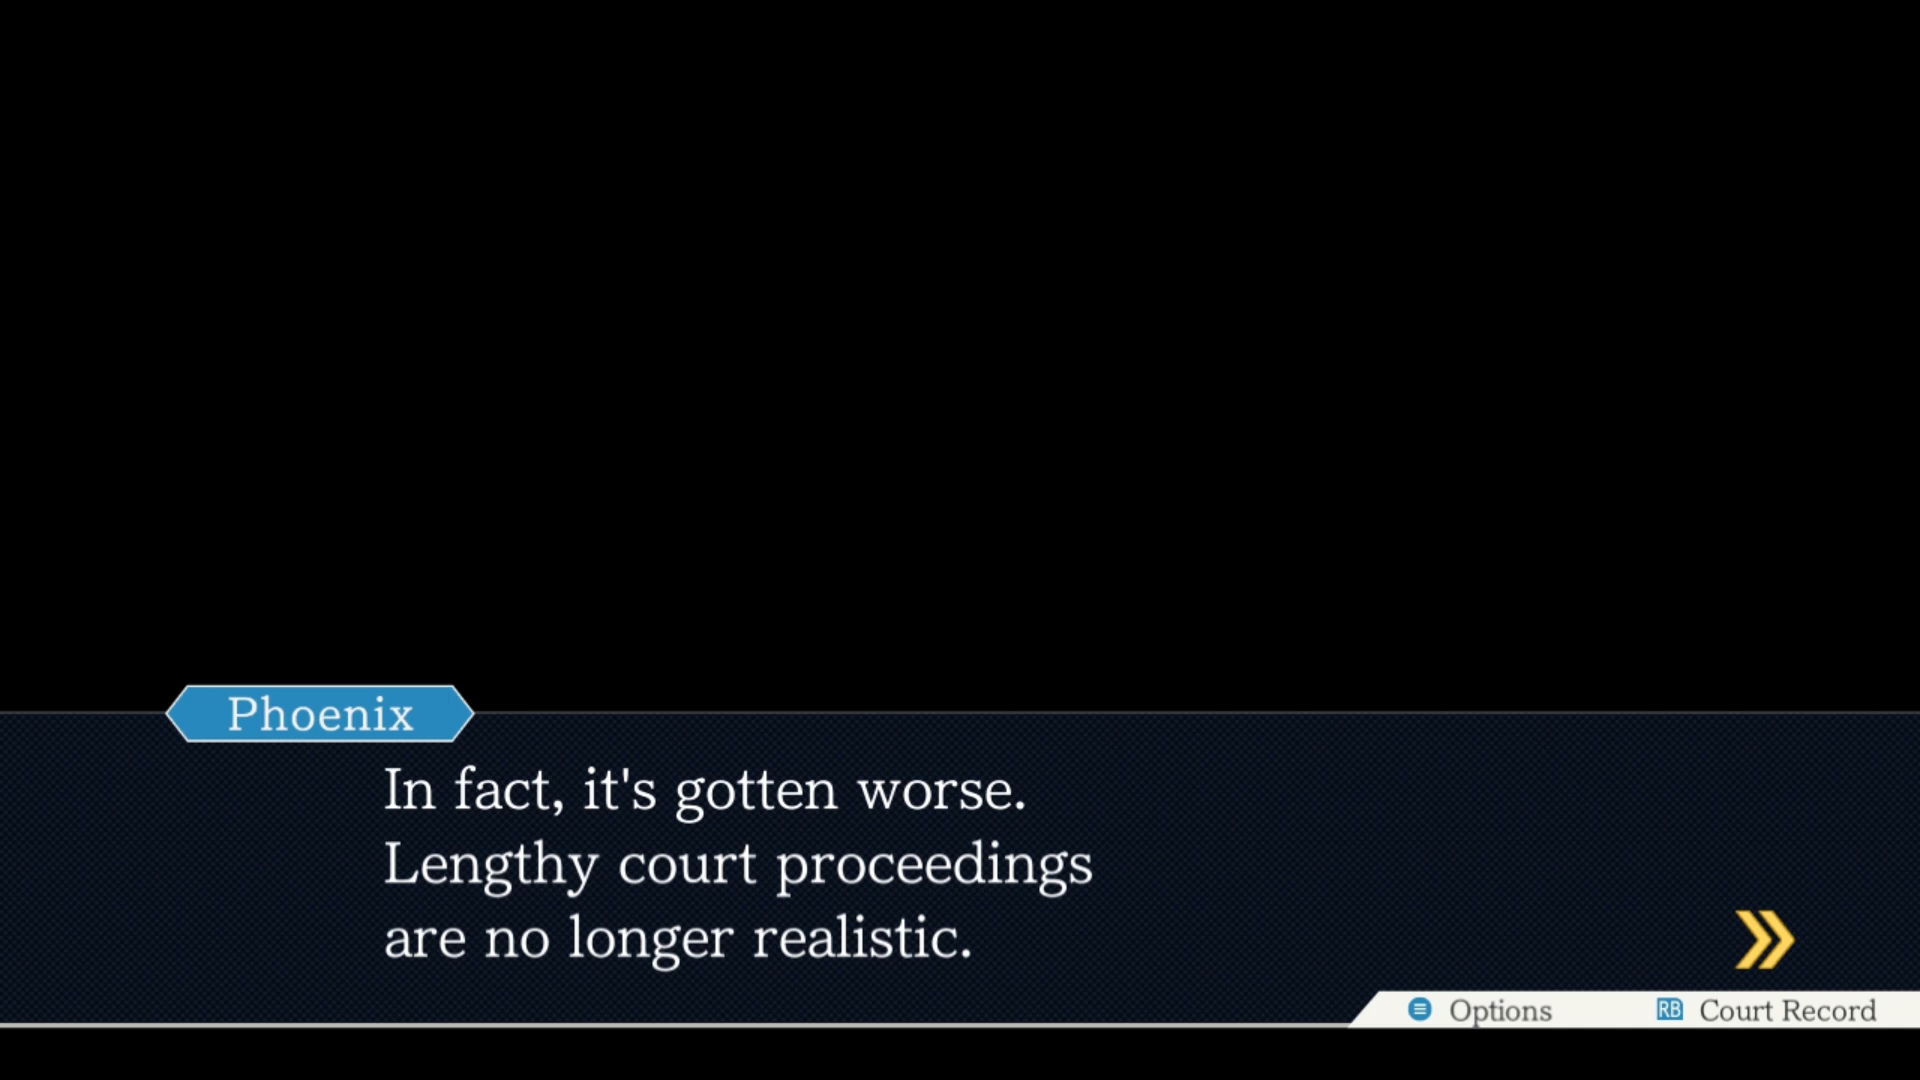 Phoenix
In fact, it's gotten worse.
Lengthy court proceedings
are no longer realistic.
Options
RB Court Record